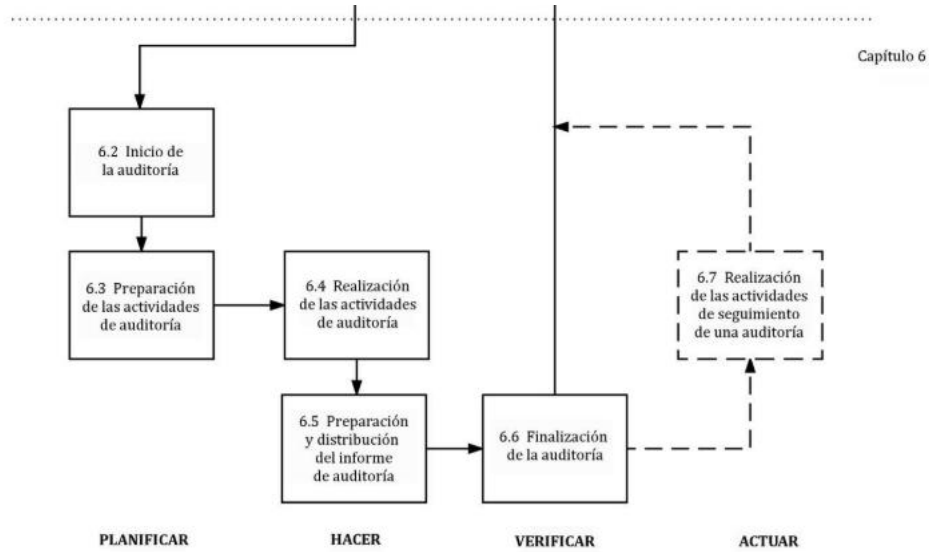 Capítulo 6
6.2 Inicio de
la auditoría
6.3 Preparación
de las actividades
de auditoría
6.4 Realización
de las actividades
de auditoría
6.7 Realización
de las actividades
de seguimiento
de una auditoría
6.5 Preparación
y distribución
del informe
de auditoría
6.6 Finalización
de la auditoría
PLANIFICAR
HACER
VERIFICAR
ACTUAR